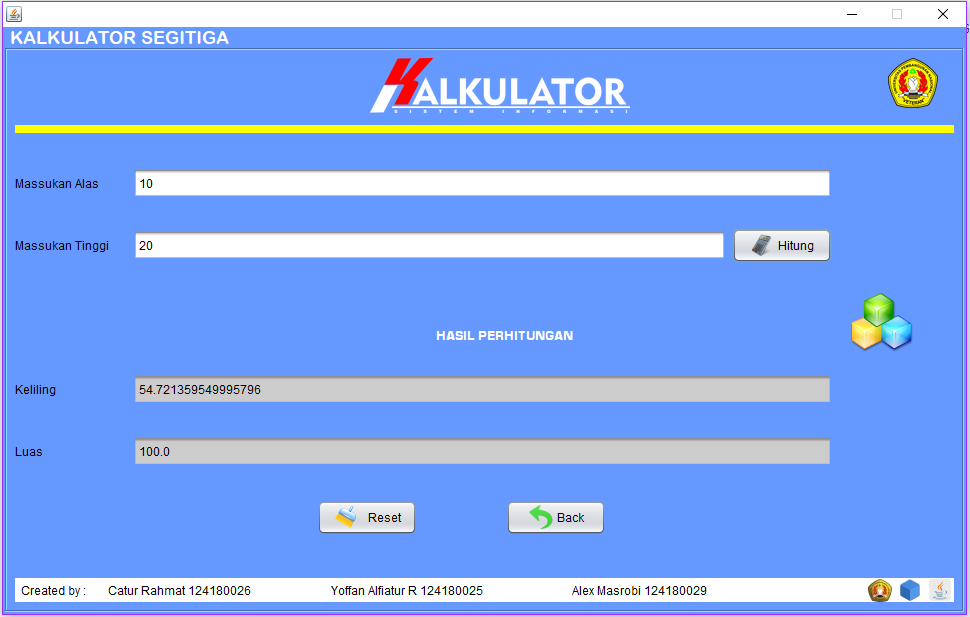 KALKULATOR SEGITIGA
KALKULATOR
SISTEM INFORMASI
Massukan Alas 10
Massukan Tinggi 20 Hitung
HASIL PERHITUNGAN
Keliling 54.721359549995796
Luas 100.0
Reset Back
Created by : Catur Rahmat 124180026 Yoffan Alfiatur R 124180025 Alex Masrobi 124180029